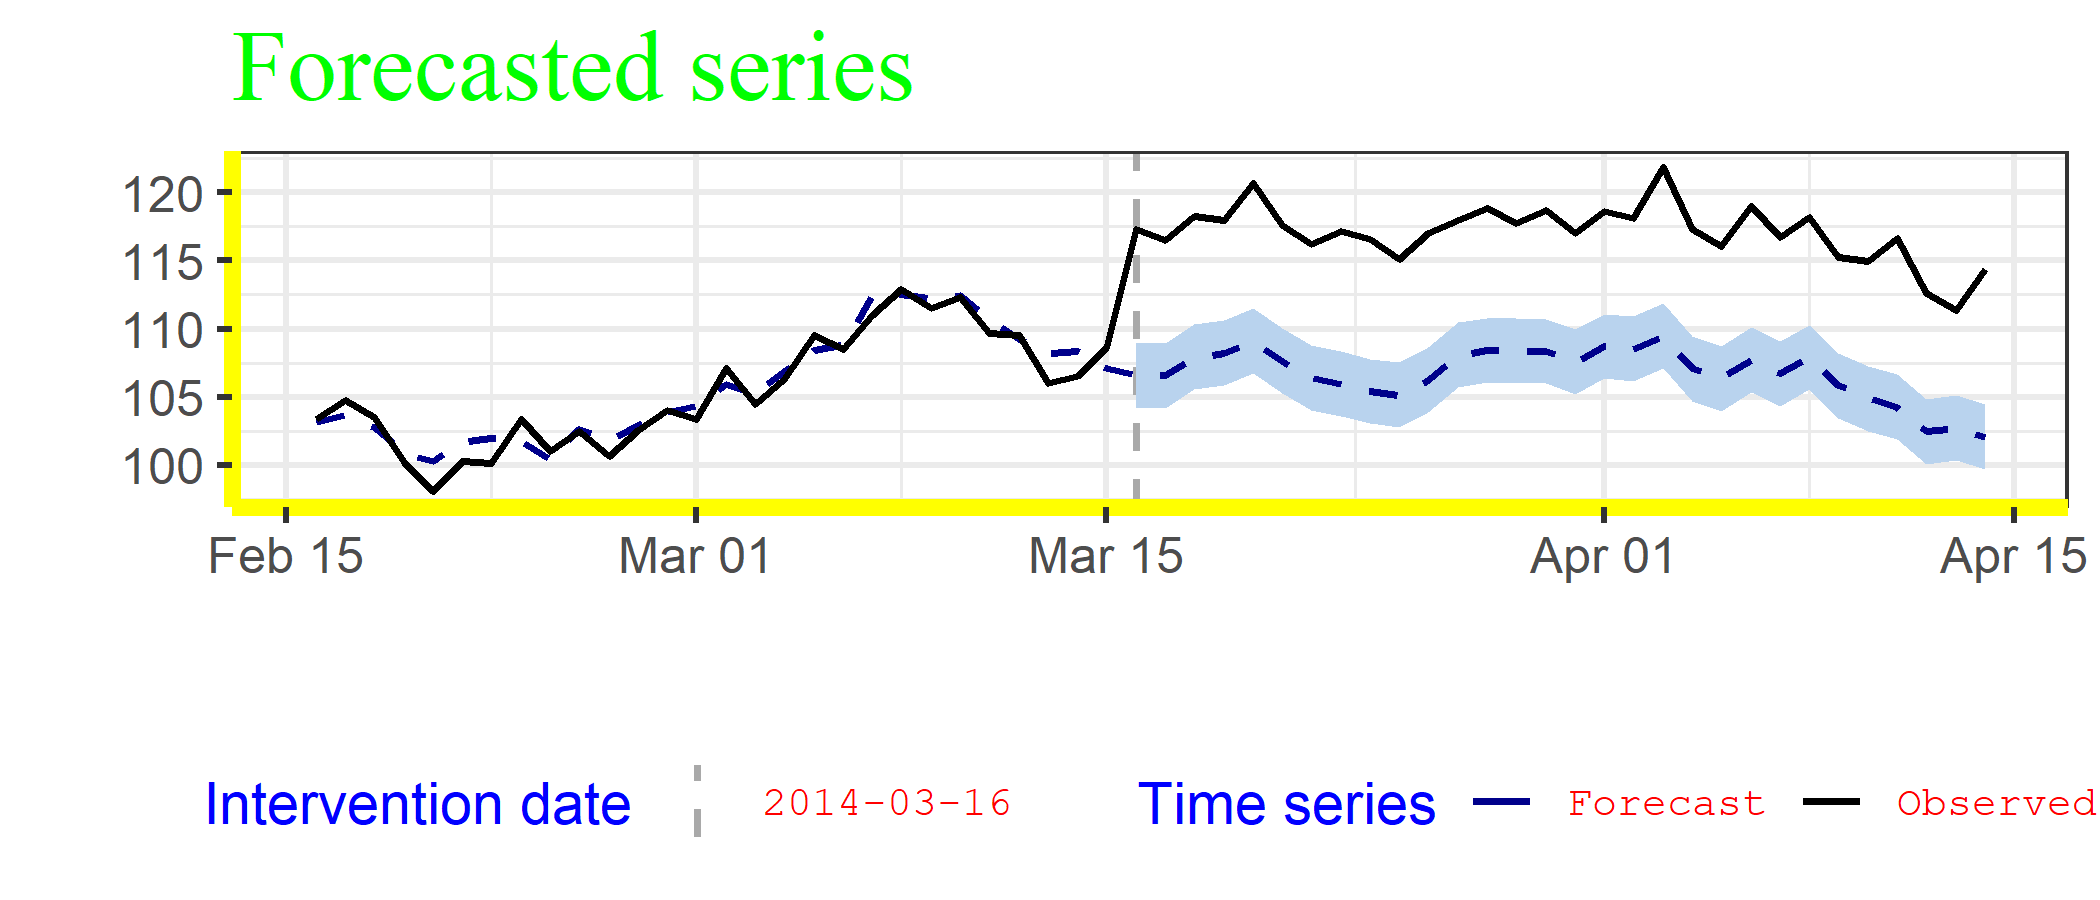 Forecasted series
120
115
110
105
100
Feb 15 Mar 01 Mar 15 Apr 01 Apr 15
Intervention date 2014-03-16 Time series Forecast Observed